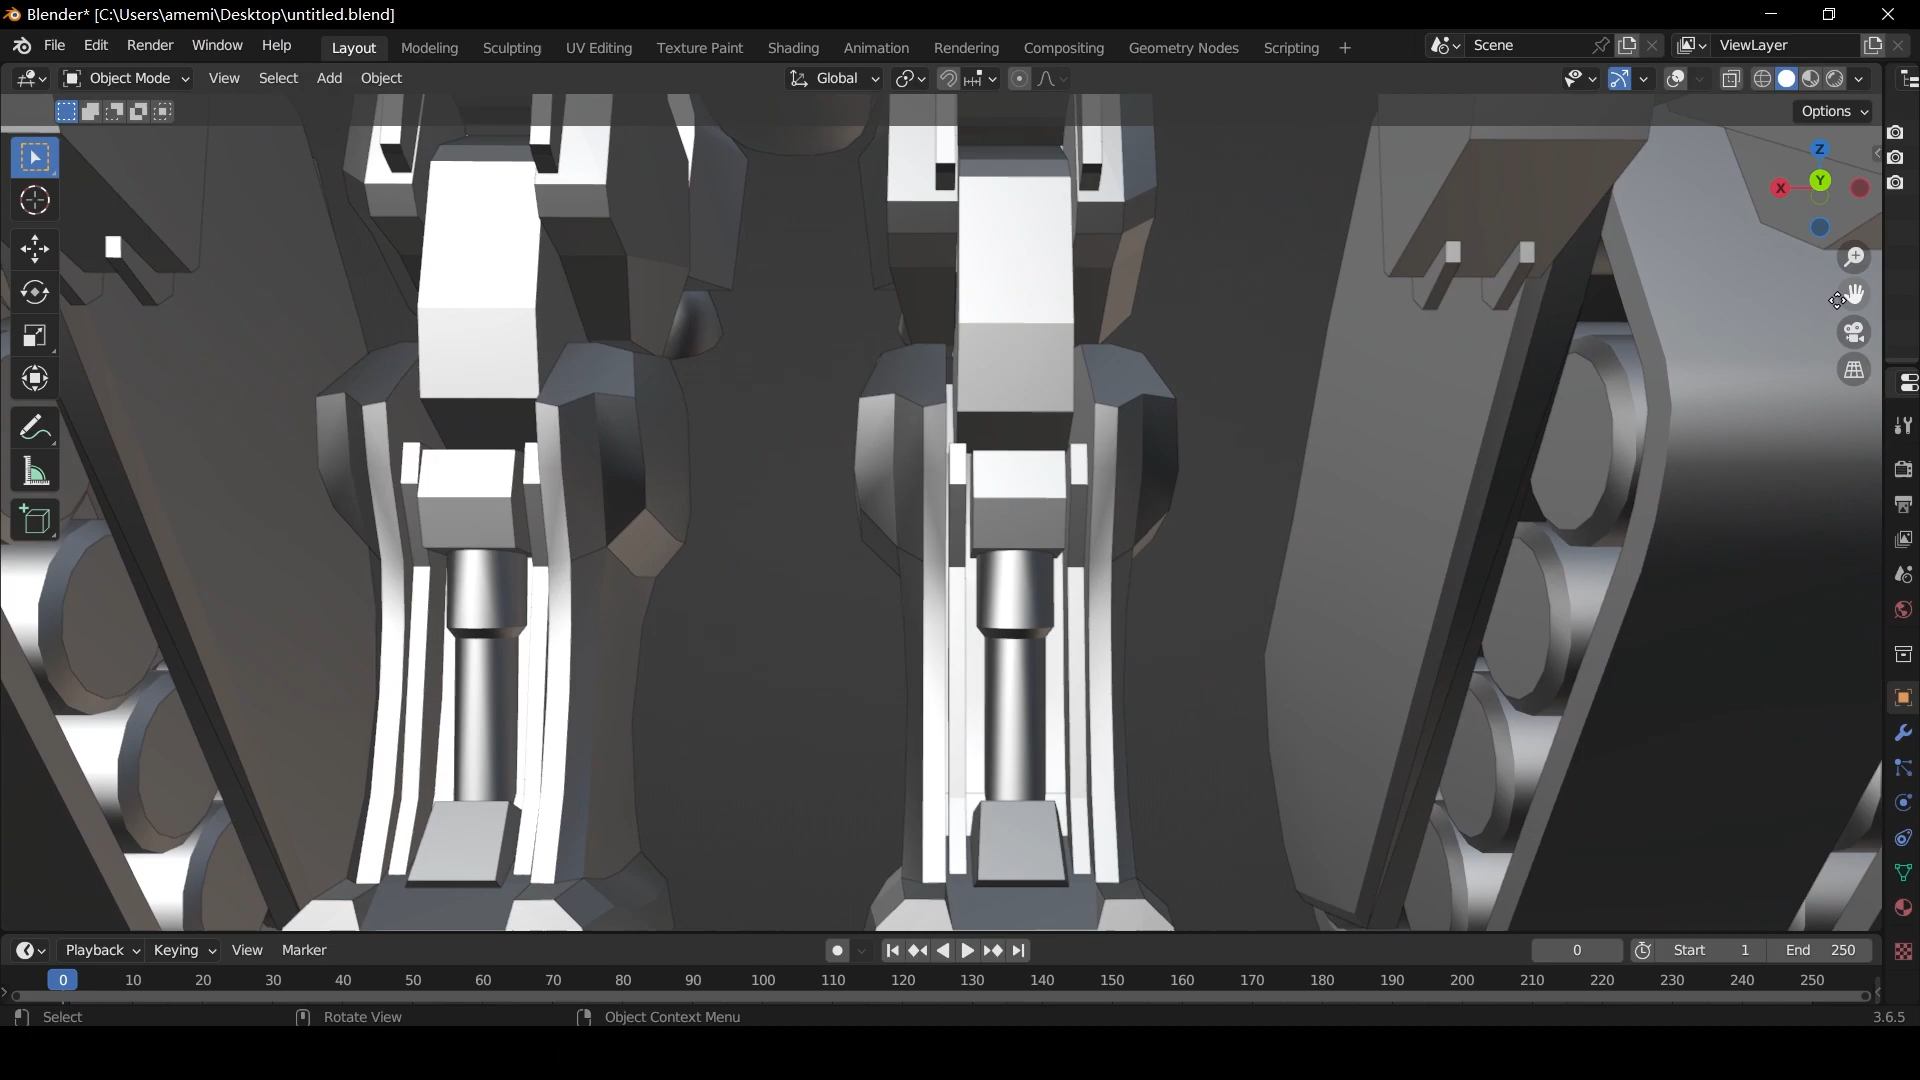 Blender* [C:\Users\amemi\Desktop\untitled.blend]
File Edit Render Window Help Layout Modeling Sculpting UV Editing Texture Paint Shading Animation Rendering Compositing Geometry Nodes Scripting + Scene ViewLayer
Object Mode View Select Add Object Global
Options
Z
X Y
Playback Keying View Marker 0 Start 1 End 250
0 10 20 30 40 50 60 70 80 90 100 110 120 130 140 150 160 170 180 190 200 210 220 230 240 250
Select Rotate View Object Context Menu 3.6.5